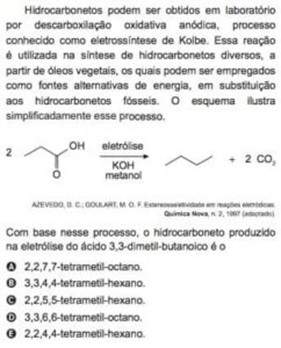 Hidrocarbonetos podem ser obtidos em laboratório
por descarboxilação oxidativa anódica, processo
conhecido como eletrossíntese de Kolbe. Essa reação
é utilizada na síntese de hidrocarbonetos diversos, a
partir de óleos vegetais, os quais podem ser empregados
como fontes alternativas de energia, em substituição
aos hidrocarbonetos fósseis. O esquema ilustra
simplificadamente esse processo.
2 OH O eletrólise KOH metanol + 2 CO₂
AZEVEDO, D. C.; GOULART, M. O. F. Estereosseletividade em reações eletródicas.
Química Nova, n. 2, 1997 (adaptado).
Com base nesse processo, o hidrocarboneto produzido
na eletrólise do ácido 3,3-dimetil-butanoico é o
A 2,2,7,7-tetrametil-octano.
B 3,3,4,4-tetrametil-hexano.
C 2,2,5,5-tetrametil-hexano.
D 3,3,6,6-tetrametil-octano.
E 2,2,4,4-tetrametil-hexano.